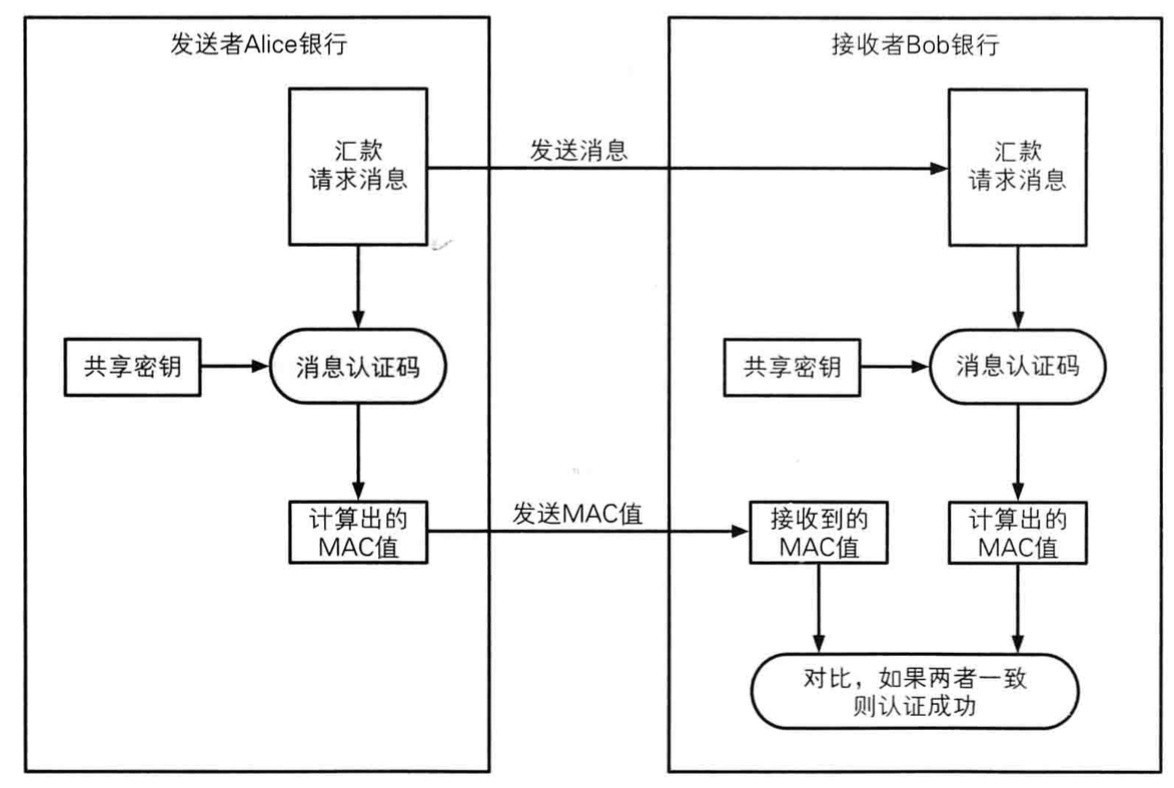 发送者Alice银行
接收者Bob银行
汇款
请求消息
发送消息
汇款
请求消息
共享密钥
消息认证码
共享密钥
消息认证码
计算出的
MAC值
发送MAC值
接收到的
MAC值
计算出的
MAC值
对比，如果两者一致
则认证成功